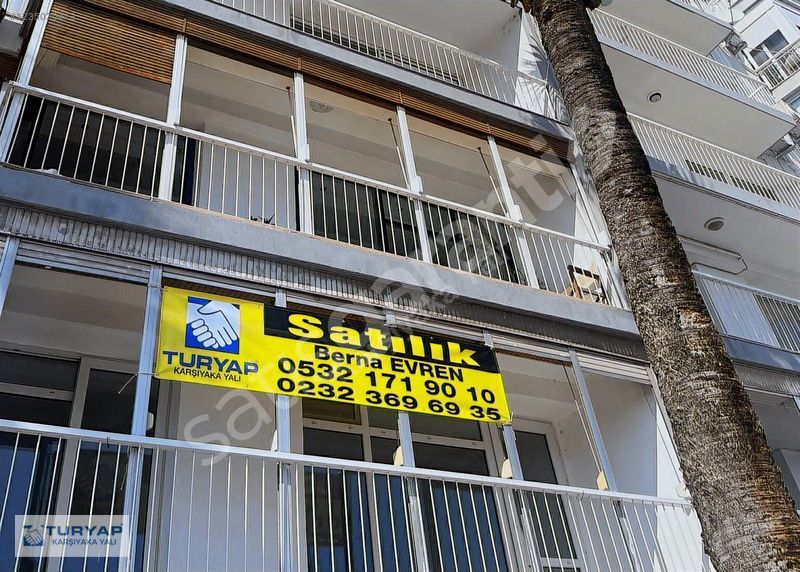 Satılık
Berna EVREN
0532 171 90 10
0232 369 69 35
TURYAP
KARŞIYAKA YALI
TURYAP
KARŞIYAKA YALI